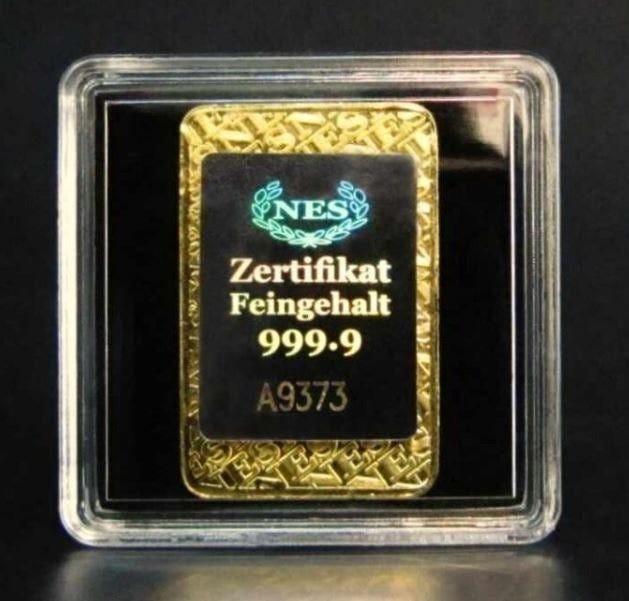 NES
Zertifikat
Feingehalt
999.9
A9373